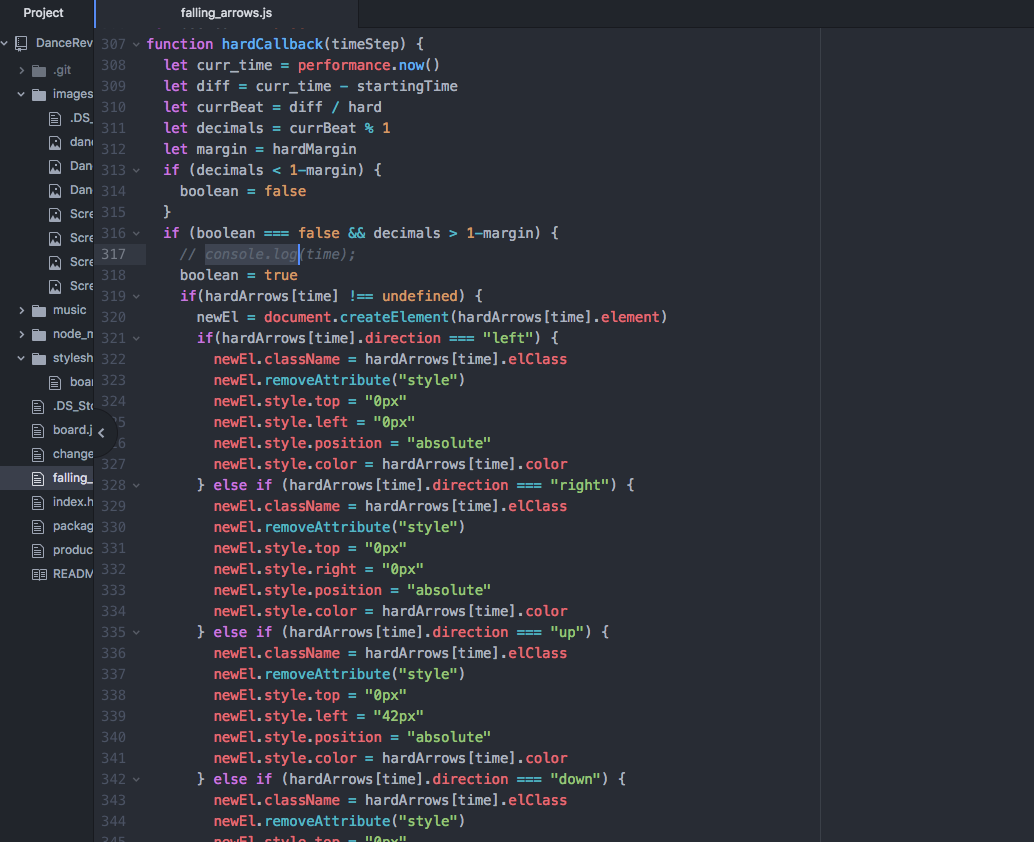 Project
falling_arrows.js
DanceRev
.git
images
.DS_
danc
Dan
Dan
Scre
Scre
Scre
Scre
music
node_m
stylesh
boar
.DS_Sto
board.j
change
falling_
index.h
packag
produc
READM
307 function hardCallback(timeStep) {
308 let curr_time = performance.now()
309 let diff = curr_time - startingTime
310 let currBeat = diff / hard
311 let decimals = currBeat % 1
312 let margin = hardMargin
313 if (decimals < 1-margin) {
314 boolean = false
315 }
316 if (boolean === false && decimals > 1-margin) {
317 // console.log(time);
318 boolean = true
319 if(hardArrows[time] !== undefined) {
320 newEl = document.createElement(hardArrows[time].element)
321 if(hardArrows[time].direction === "left") {
322 newEl.className = hardArrows[time].elClass
323 newEl.removeAttribute("style")
324 newEl.style.top = "0px"
25 newEl.style.left = "0px"
6 newEl.style.position = "absolute"
327 newEl.style.color = hardArrows[time].color
328 } else if (hardArrows[time].direction === "right") {
329 newEl.className = hardArrows[time].elClass
330 newEl.removeAttribute("style")
331 newEl.style.top = "0px"
332 newEl.style.right = "0px"
333 newEl.style.position = "absolute"
334 newEl.style.color = hardArrows[time].color
335 } else if (hardArrows[time].direction === "up") {
336 newEl.className = hardArrows[time].elClass
337 newEl.removeAttribute("style")
338 newEl.style.top = "0px"
339 newEl.style.left = "42px"
340 newEl.style.position = "absolute"
341 newEl.style.color = hardArrows[time].color
342 } else if (hardArrows[time].direction === "down") {
343 newEl.className = hardArrows[time].elClass
344 newEl.removeAttribute("style")
345 newEl.style.top = "0px"